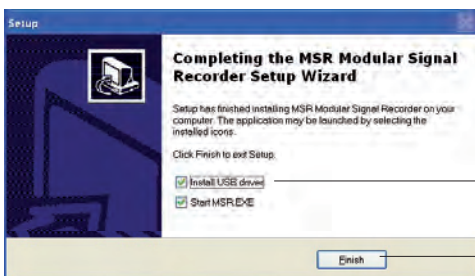 Setup
Completing the MSR Modular Signal
Recorder Setup Wizard
Setup has finished installing MSR Modular Signal Recorder on your
computer. The application may be launched by selecting the
installed icons.
Click Finish to exit Setup.
Install USB driver
Start MSR.EXE
Finish